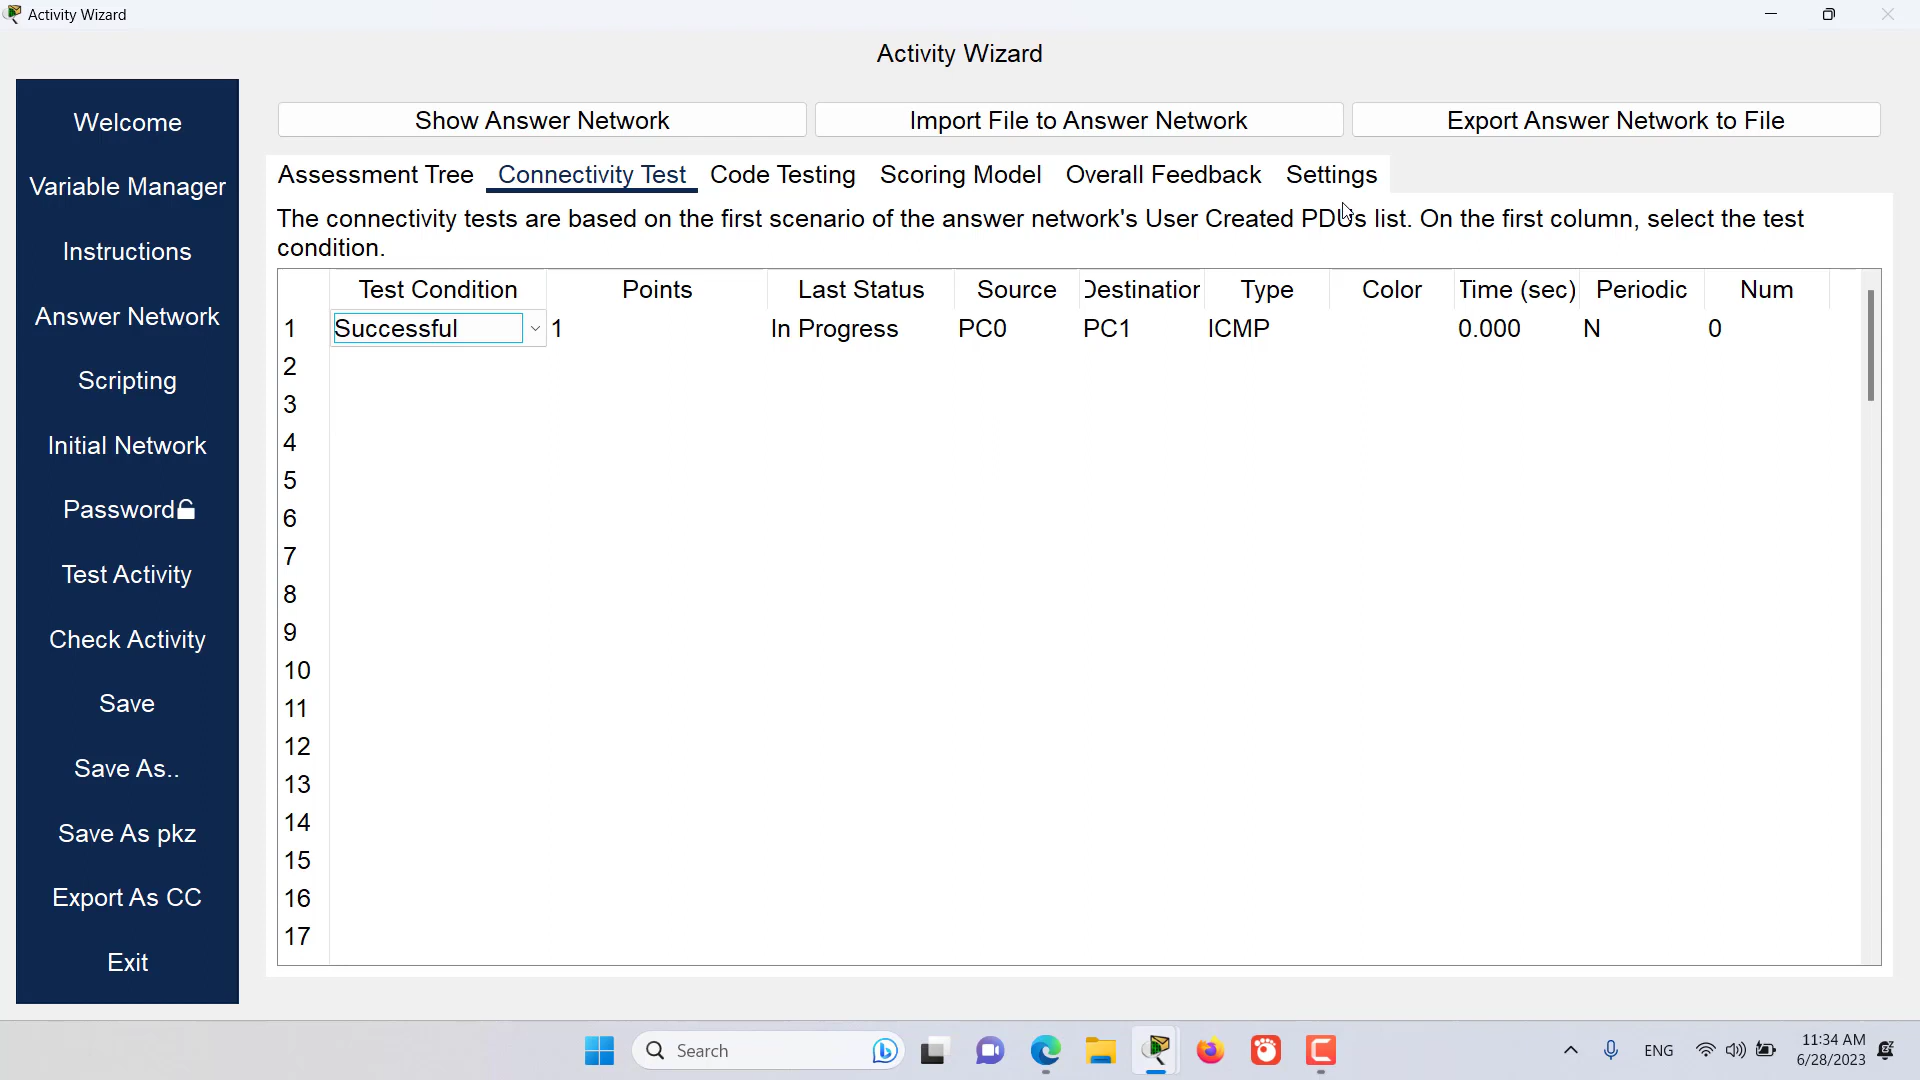 Activity Wizard
Activity Wizard
Welcome
Variable Manager
Instructions
Answer Network
Scripting
Initial Network
Password
Test Activity
Check Activity
Save
Save As..
Save As pkz
Export As CC
Exit
Show Answer Network
Import File to Answer Network
Export Answer Network to File
Assessment Tree Connectivity Test Code Testing Scoring Model Overall Feedback Settings
The connectivity tests are based on the first scenario of the answer network's User Created PDUs list. On the first column, select the test
condition.
Test Condition Points Last Status Source Destination Type Color Time (sec) Periodic Num
1 Successful 1 In Progress PC0 PC1 ICMP 0.000 N 0
2
3
4
5
6
7
8
9
10
11
12
13
14
15
16
17
Search
ENG
11:34 AM
6/28/2023